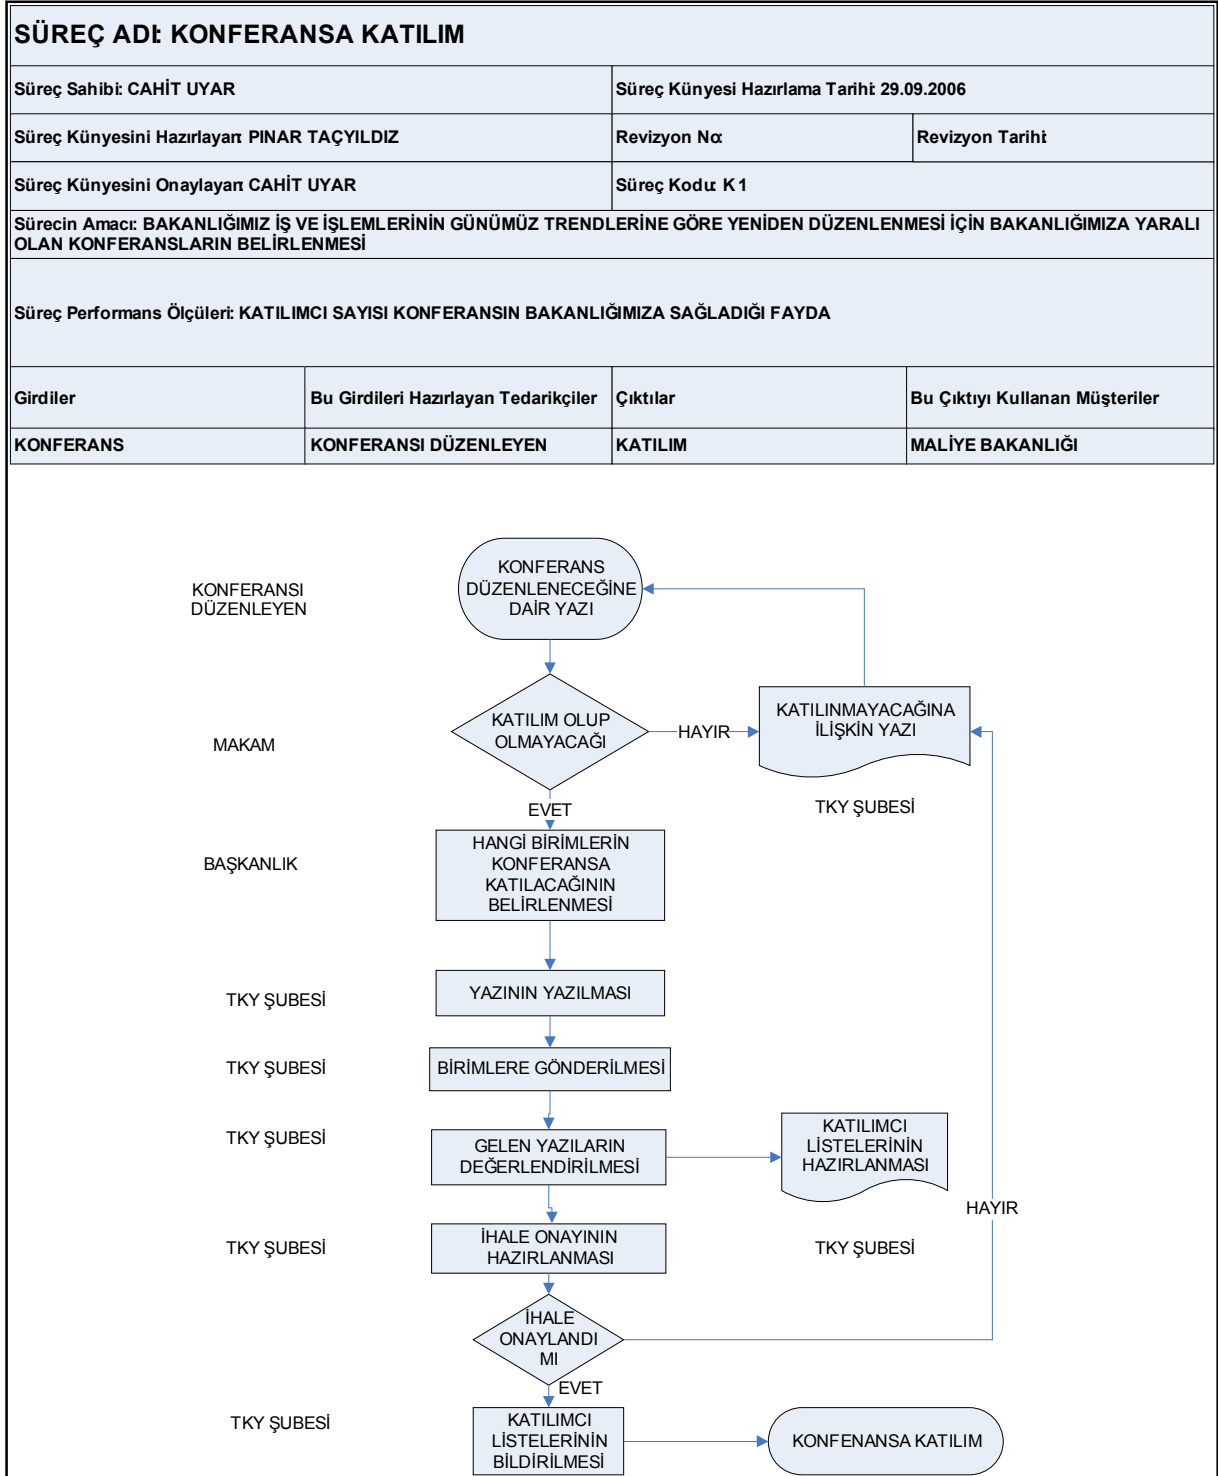 SÜREÇ ADI: KONFERANSA KATILIM
Süreç Sahibi: CAHİT UYAR
Süreç Künyesi Hazırlama Tarihi: 29.09.2006
Süreç Künyesini Hazırlayan: PINAR TAÇYILDIZ
Revizyon No:
Revizyon Tarihi:
Süreç Künyesini Onaylayan: CAHİT UYAR
Süreç Kodu: K1
Sürecin Amacı: BAKANLIĞIMIZ İŞ VE İŞLEMLERİNİN GÜNÜMÜZ TRENDLERİNE GÖRE YENİDEN DÜZENLENMESİ İÇİN BAKANLIĞIMIZA YARALI
OLAN KONFERANSLARIN BELİRLENMESİ
Süreç Performans Ölçüleri: KATILIMCI SAYISI KONFERANSIN BAKANLIĞIMIZA SAĞLADIĞI FAYDA
Girdiler
Bu Girdileri Hazırlayan Tedarikçiler
Çıktılar
Bu Çıktıyı Kullanan Müşteriler
KONFERANS
KONFERANSI DÜZENLEYEN
KATILIM
MALİYE BAKANLIĞI
KONFERANSI
DÜZENLEYEN
KONFERANS
DÜZENLENECEĞİNE
DAİR YAZI
MAKAM
KATILIM OLUP
OLMAYACAĞI
HAYIR
KATILINMAYACAĞINA
İLİŞKİN YAZI
TKY ŞUBESİ
EVET
BAŞKANLIK
HANGİ BİRİMLERİN
KONFERANSA
KATILACAĞININ
BELİRLENMESİ
TKY ŞUBESİ
YAZININ YAZILMASI
TKY ŞUBESİ
BİRİMLERE GÖNDERİLMESİ
TKY ŞUBESİ
GELEN YAZILARIN
DEĞERLENDİRİLMESİ
KATILIMCI
LİSTELERİNİN
HAZIRLANMASI
HAYIR
TKY ŞUBESİ
İHALE ONAYININ
HAZIRLANMASI
TKY ŞUBESİ
İHALE
ONAYLANDI
MI
EVET
TKY ŞUBESİ
KATILIMCI
LİSTELERİNİN
BİLDİRİLMESİ
KONFENANSA KATILIM